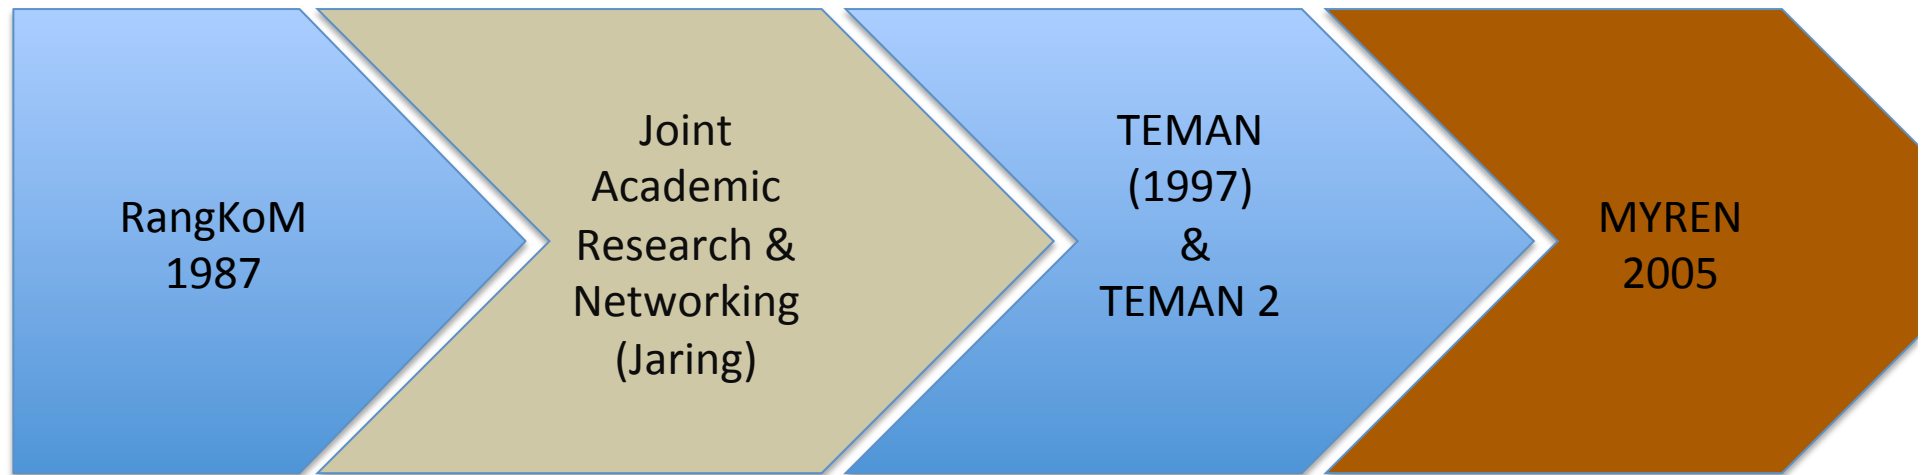 RangKoM
1987
Joint
Academic
Research &
Networking
(Jaring)
TEMAN
(1997)
&
TEMAN 2
MYREN
2005